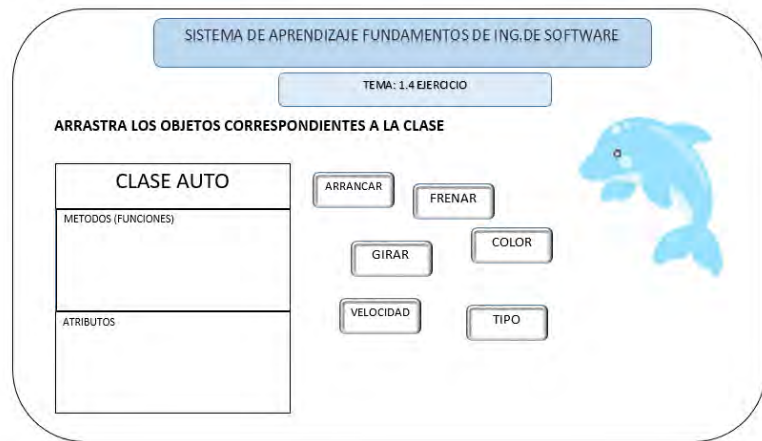 SISTEMA DE APRENDIZAJE FUNDAMENTOS DE ING.DE SOFTWARE
TEMA: 1.4 EJERCICIO
ARRASTRA LOS OBJETOS CORRESPONDIENTES A LA CLASE
CLASE AUTO
METODOS (FUNCIONES)
ATRIBUTOS
ARRANCAR
FRENAR
GIRAR
COLOR
VELOCIDAD
TIPO